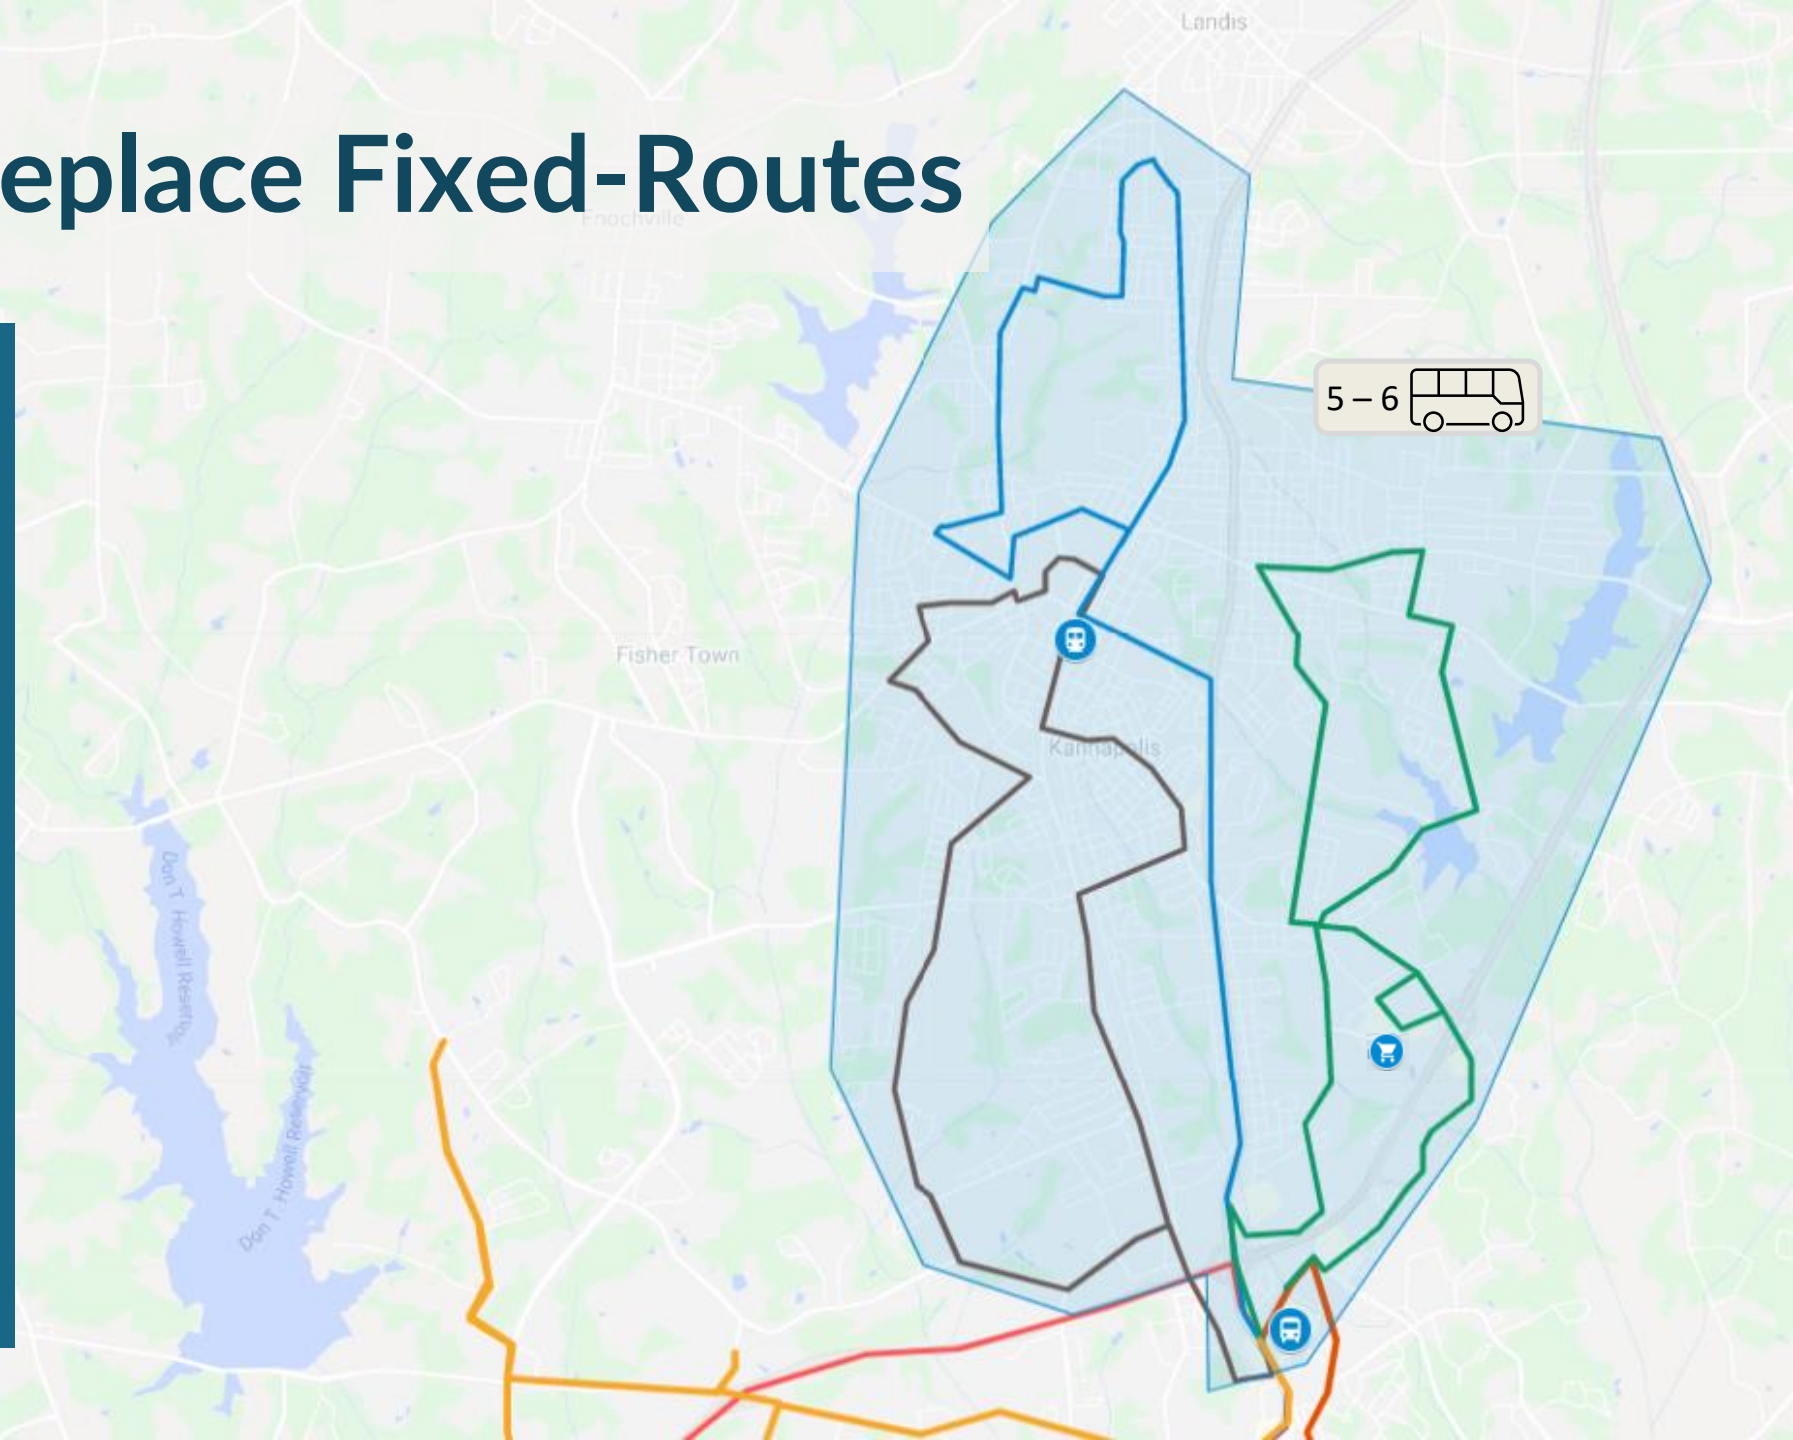 Landis
eplace Fixed-Routes
Enochville
5 – 6
Fisher Town
Kannapolis
Don T. Howell Reservoir
Don T. Howell Reservoir